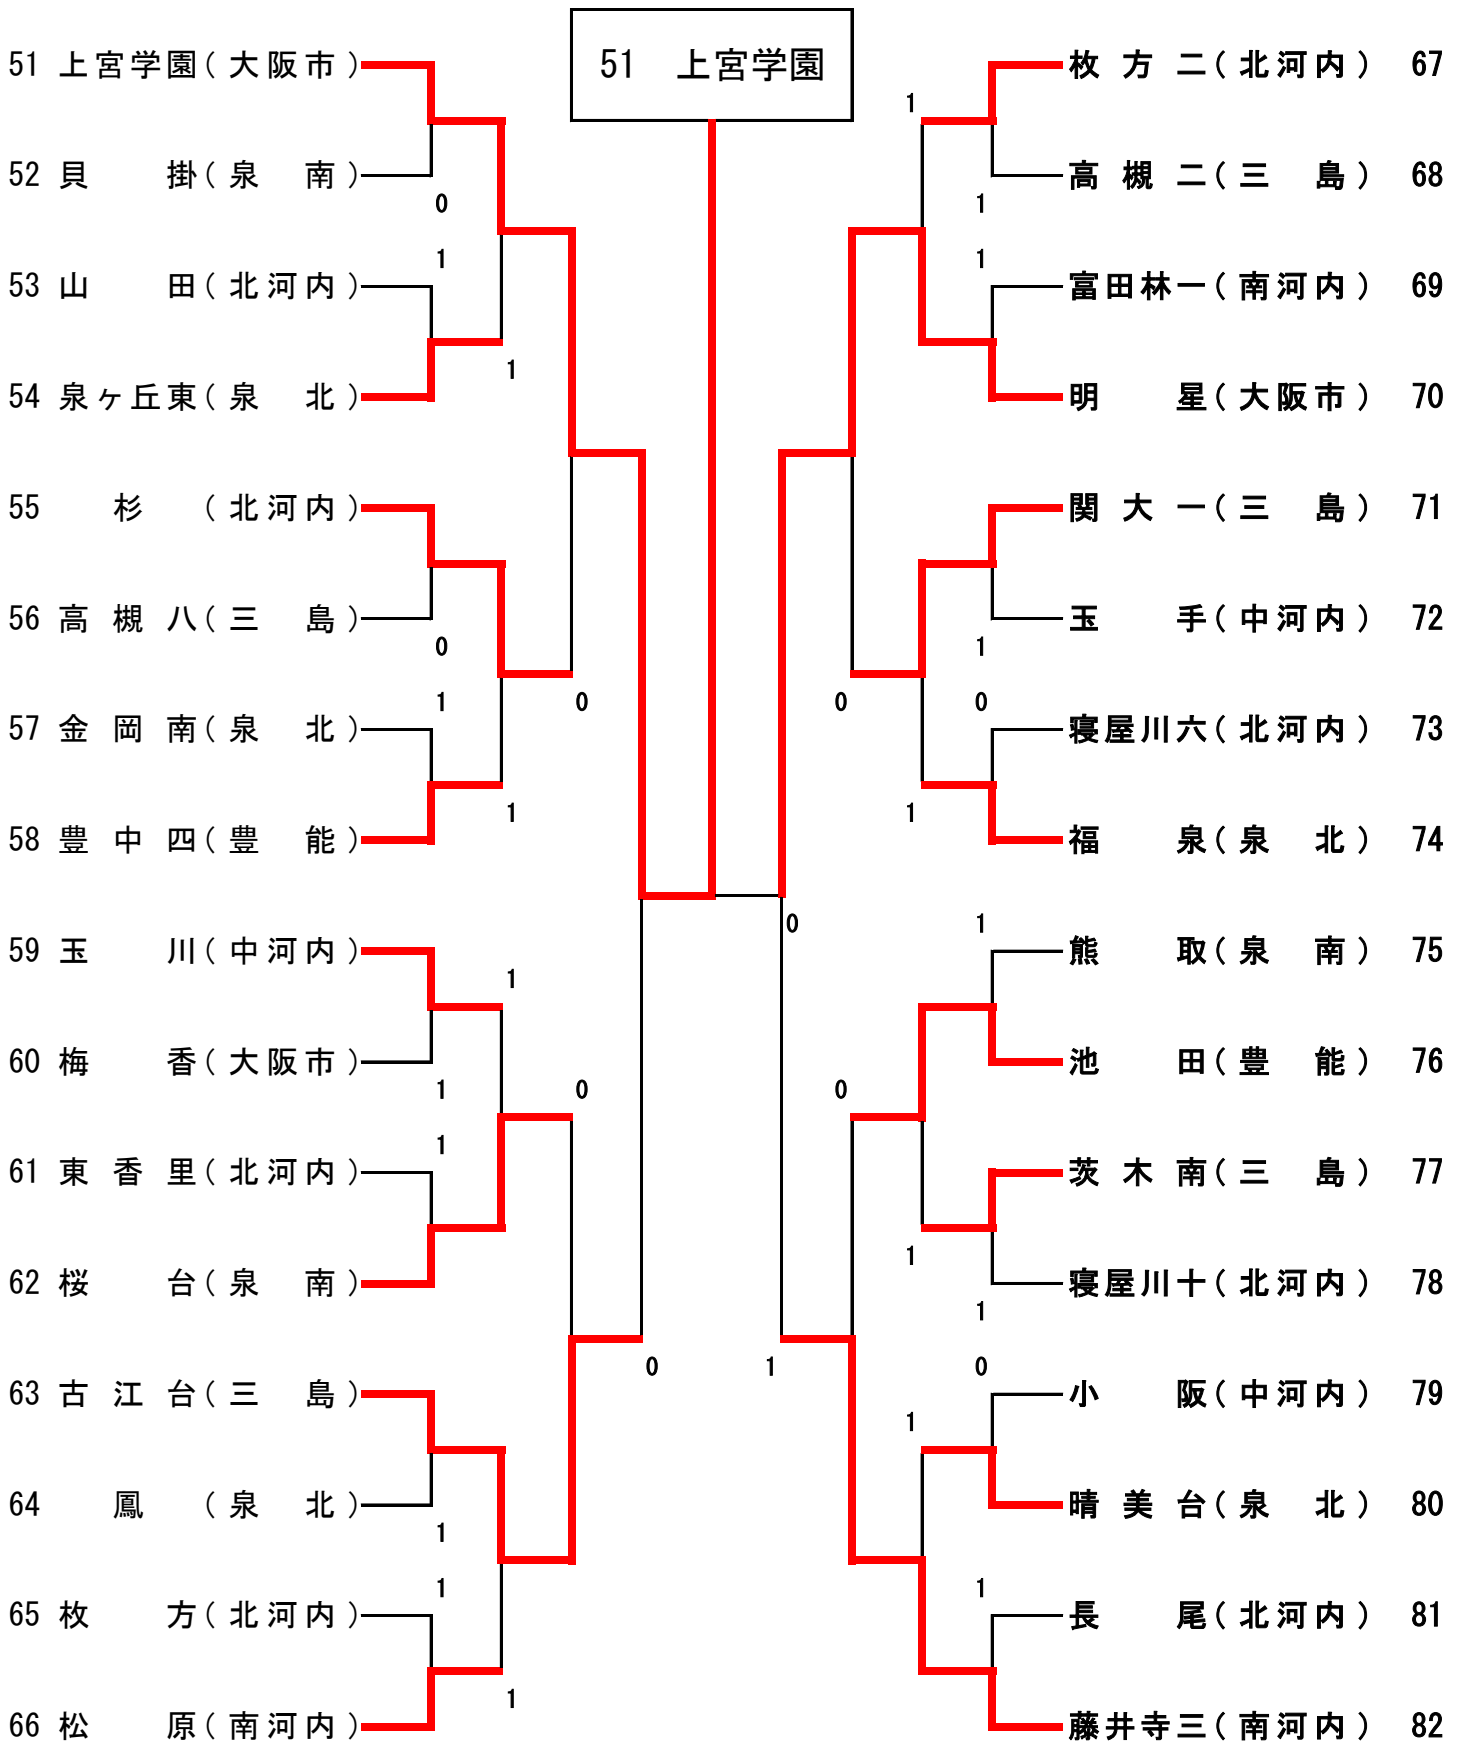 51 上宮学園
51 上宮学園(大阪市)
52 貝掛(泉南)
0
1
53 山田(北河内)
1
54 泉ヶ丘東(泉北)
55 杉(北河内)
56 高槻八(三島)
0
1
0
57 金岡南(泉北)
1
58 豊中四(豊能)
59 玉川(中河内)
1
60 梅香(大阪市)
1
0
1
61 東香里(北河内)
62 桜台(泉南)
0
63 古江台(三島)
64 鳳(泉北)
1
1
65 枚方(北河内)
1
66 松原(南河内)
枚方二(北河内) 67
1
高槻二(三島) 68
1
1
富田林一(南河内) 69
明星(大阪市) 70
関大一(三島) 71
玉手(中河内) 72
1
0
0
寝屋川六(北河内) 73
1
福泉(泉北) 74
0
1
熊取(泉南) 75
池田(豊能) 76
0
茨木南(三島) 77
1
寝屋川十(北河内) 78
1
1
0
小阪(中河内) 79
1
晴美台(泉北) 80
1
長尾(北河内) 81
藤井寺三(南河内) 82